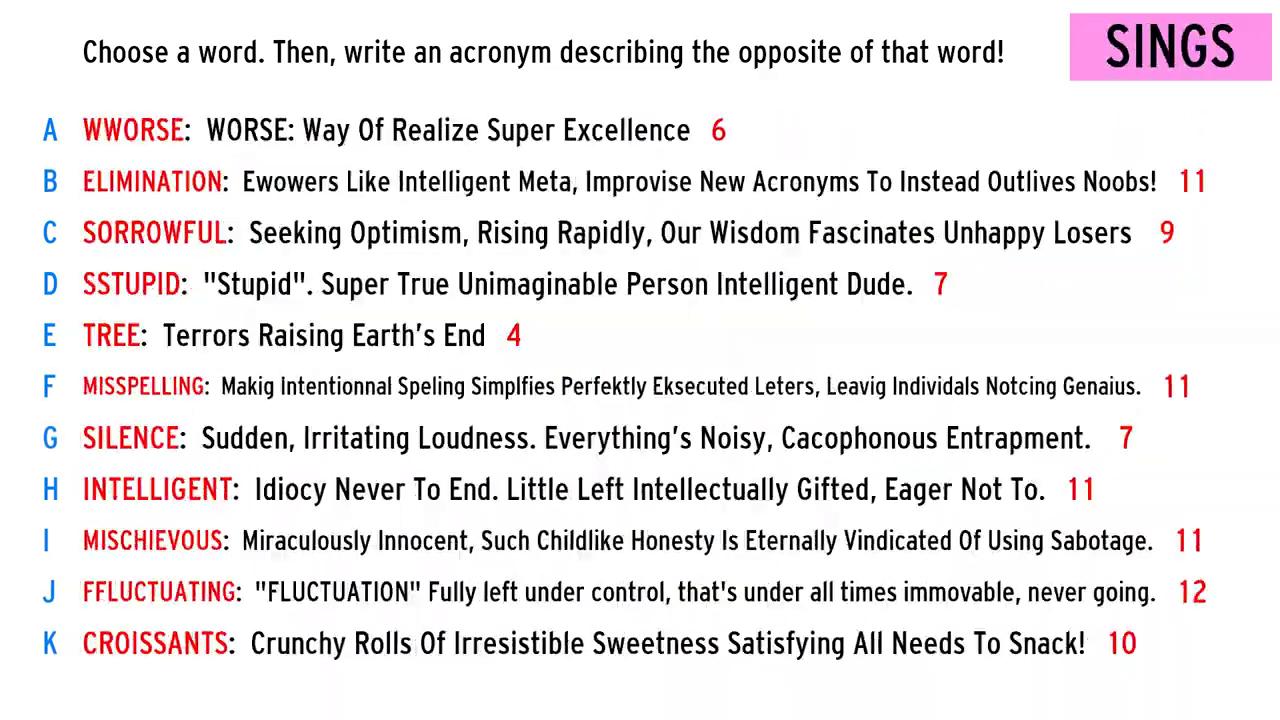 Choose a word. Then, write an acronym describing the opposite of that word!
SINGS
A WWORSE: WORSE: Way Of Realize Super Excellence 6
B ELIMINATION: Ewowers Like Intelligent Meta, Improvise New Acronyms To Instead Outlives Noobs! 11
C SORROWFUL: Seeking Optimism, Rising Rapidly, Our Wisdom Fascinates Unhappy Losers 9
D SSTUPID: "Stupid". Super True Unimaginable Person Intelligent Dude. 7
E TREE: Terrors Raising Earth’s End 4
F MISSPELLING: Makig Intentionnal Speling Simplfies Perfektly Eksecuted Leters, Leavig Individals Notcing Genaius. 11
G SILENCE: Sudden, Irritating Loudness. Everything’s Noisy, Cacophonous Entrapment. 7
H INTELLIGENT: Idiocy Never To End. Little Left Intellectually Gifted, Eager Not To. 11
I MISCHIEVOUS: Miraculously Innocent, Such Childlike Honesty Is Eternally Vindicated Of Using Sabotage. 11
J FFLUCTUATING: "FLUCTUATION" Fully left under control, that's under all times immovable, never going. 12
K CROISSANTS: Crunchy Rolls Of Irresistible Sweetness Satisfying All Needs To Snack! 10